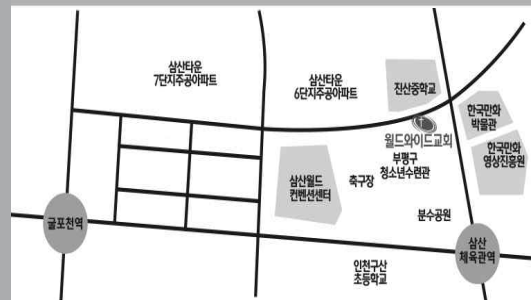 삼산타운
7단지주공아파트
삼산타운
6단지주공아파트
진산중학교
한국만화
박물관
월드와이드교회
한국만화
영상진흥원
부평구
청소년수련관
삼산월드
컨벤션센터
축구장
분수공원
굴포천역
삼산
체육관역
인천구산
초등학교